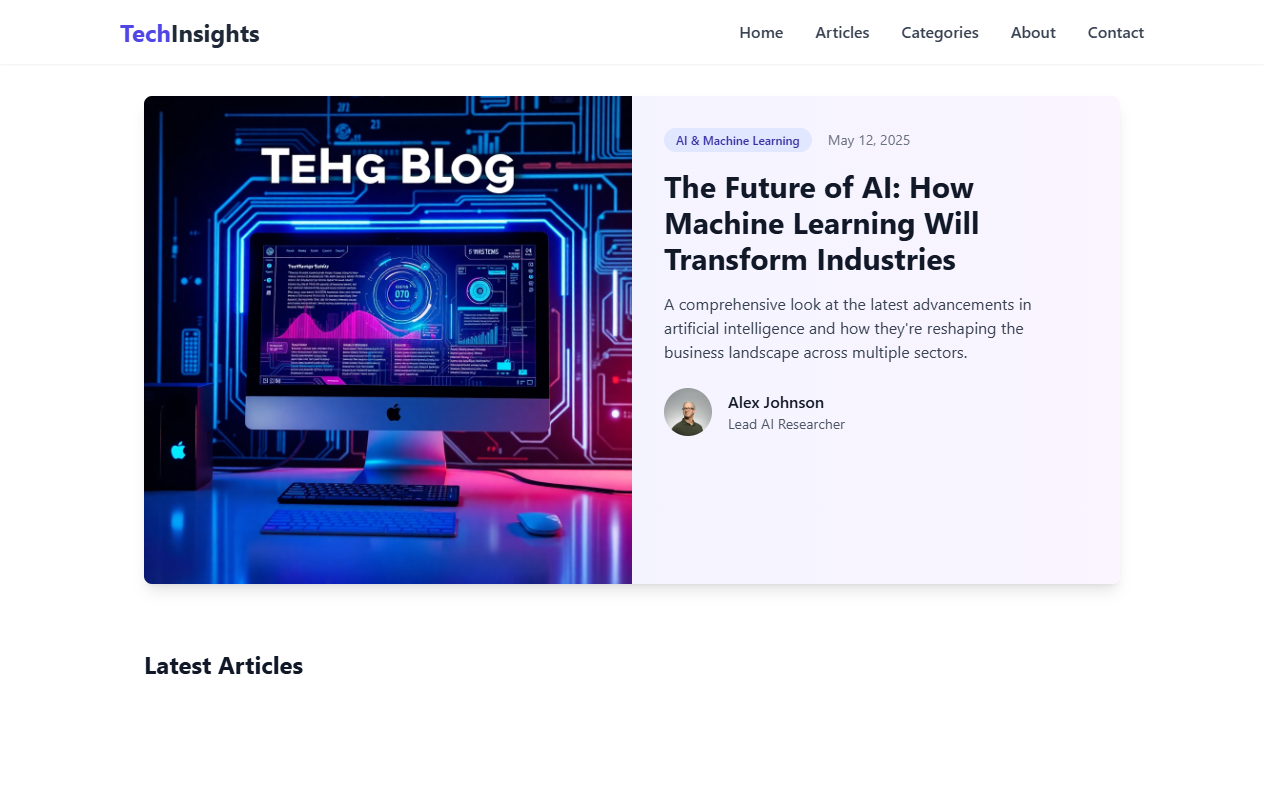 TechInsights
Home Articles Categories About Contact
TEHG BLOG
AI & Machine Learning May 12, 2025
The Future of AI: How
Machine Learning Will
Transform Industries
A comprehensive look at the latest advancements in
artificial intelligence and how they're reshaping the
business landscape across multiple sectors.
Alex Johnson
Lead AI Researcher
Latest Articles